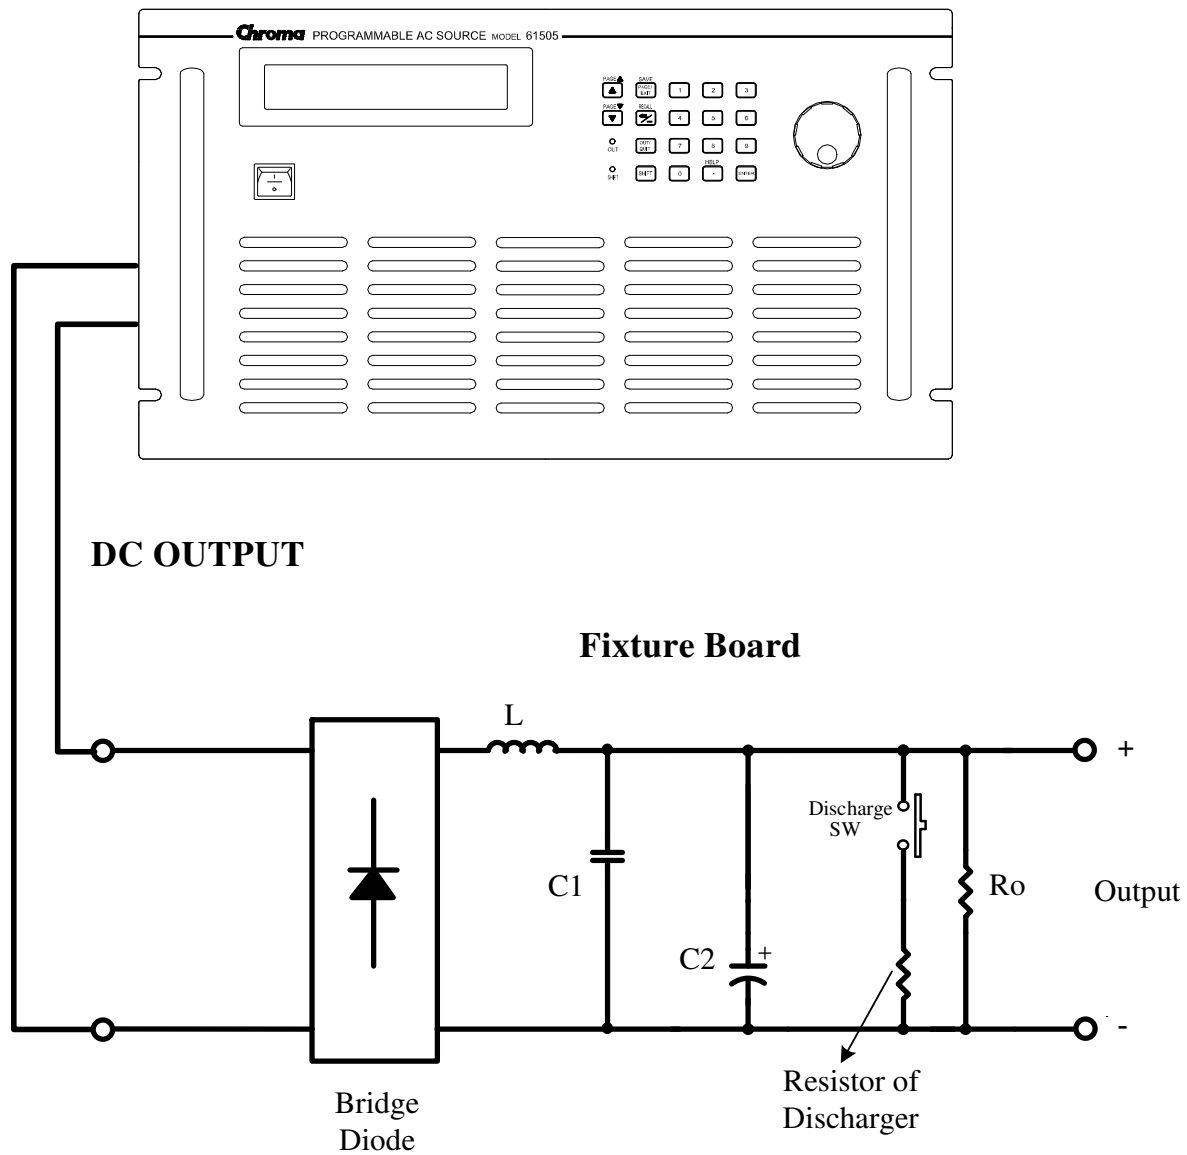 Chroma PROGRAMMABLE AC SOURCE MODEL 61505
PAGE▲ SAVE
▲ PAGE/ EXIT 1 2 3
PAGE▼ RECALL
▼ 4 5 6
OUT OUT/ QUIT 7 8 9
HELP
SHIFT SHIFT 0 . ENTER
DC OUTPUT
Fixture Board
L
+
Discharge
SW
C1
Ro
Output
C2
+
-
Resistor of
Discharger
Bridge
Diode